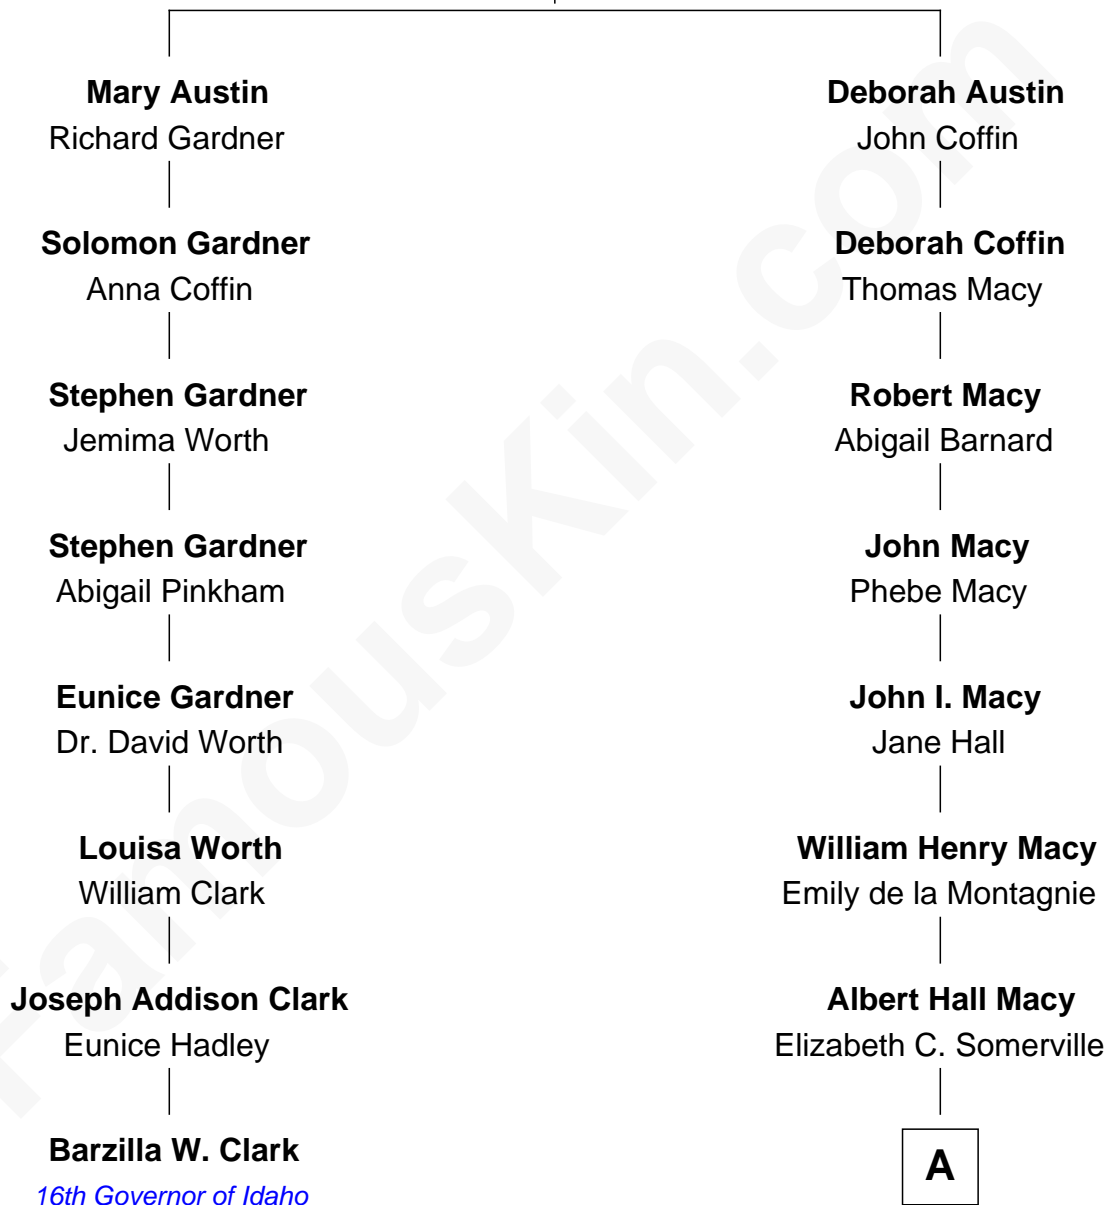 Mary Austin
Richard Gardner
Solomon Gardner
Anna Coffin
Stephen Gardner
Jemima Worth
Stephen Gardner
Abigail Pinkham
Eunice Gardner
Dr. David Worth
Louisa Worth
William Clark
Joseph Addison Clark
Eunice Hadley
Barzilla W. Clark
16th Governor of Idaho
Deborah Austin
John Coffin
Deborah Coffin
Thomas Macy
Robert Macy
Abigail Barnard
John Macy
Phebe Macy
John I. Macy
Jane Hall
William Henry Macy
Emily de la Montagnie
Albert Hall Macy
Elizabeth C. Somerville
A
FamousKin.com